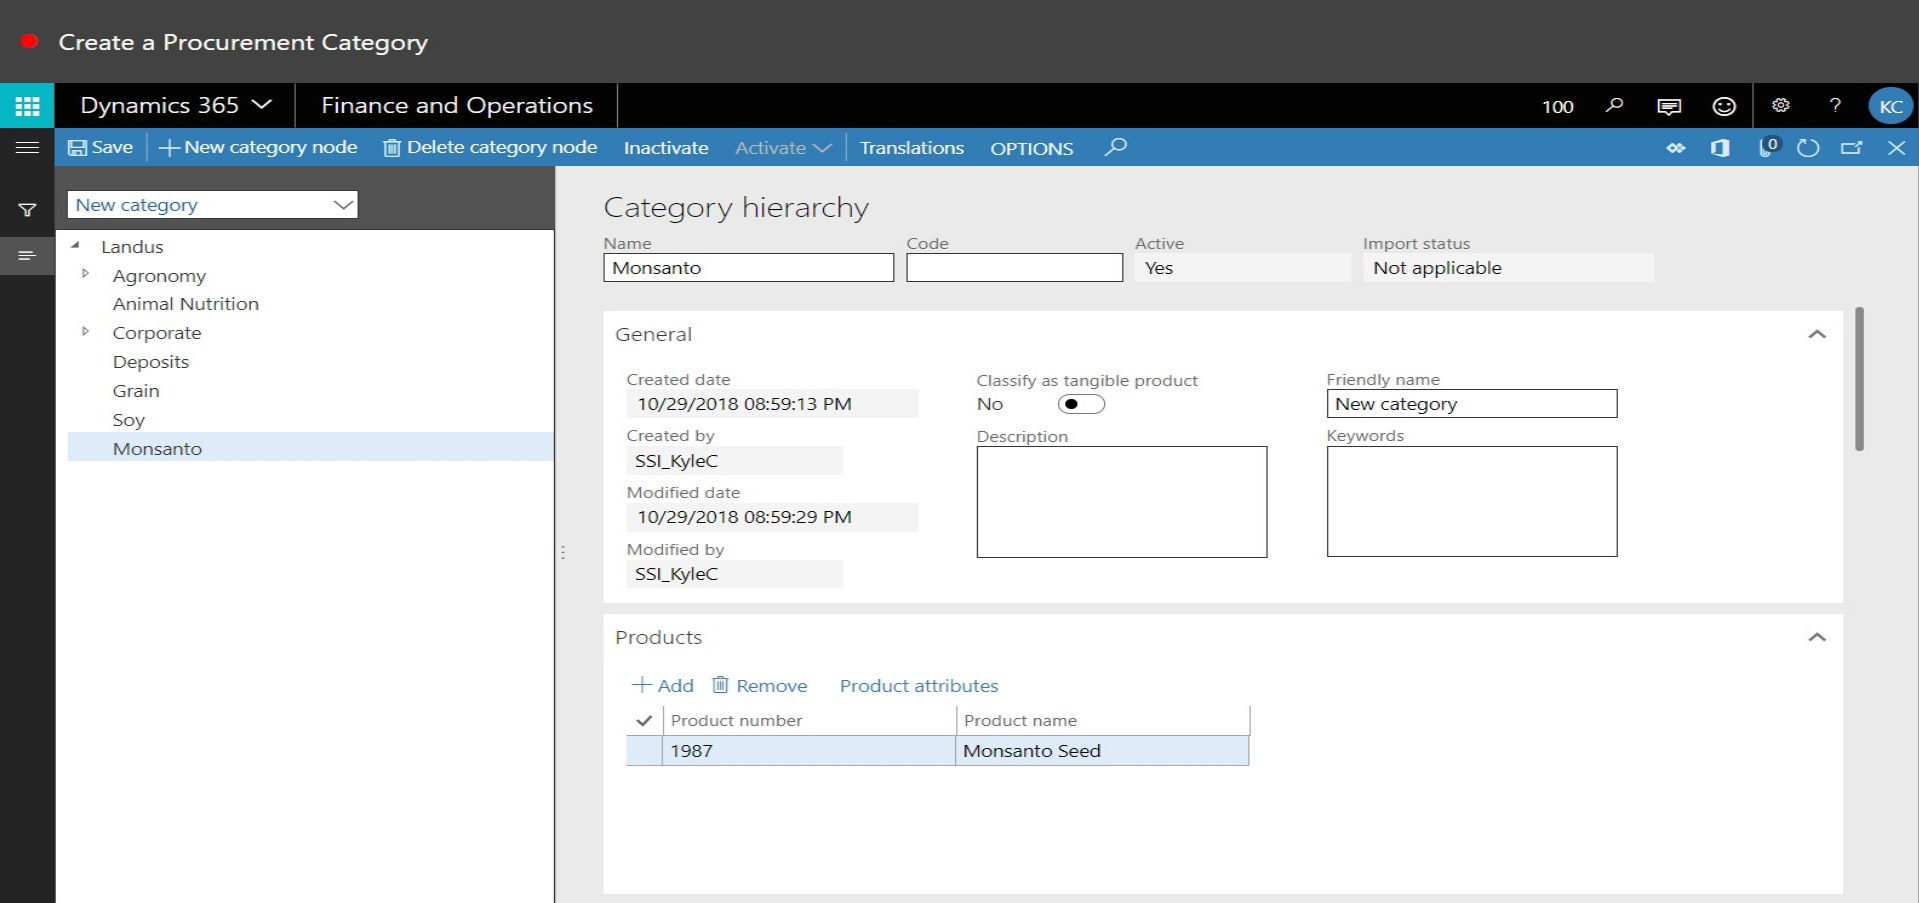 Create a Procurement Category
Dynamics 365 Finance and Operations 100 ? KC
Save New category node Delete category node Inactivate Activate Translations OPTIONS 0
New category
Landus
Agronomy
Animal Nutrition
Corporate
Deposits
Grain
Soy
Monsanto
Category hierarchy
Name Code Active Import status
Monsanto Yes Not applicable
General
Created date Classify as tangible product Friendly name
10/29/2018 08:59:13 PM No New category
Created by Description Keywords
SSI_KyleC
Modified date
10/29/2018 08:59:29 PM
Modified by
SSI_KyleC
Products
Add Remove Product attributes
Product number Product name
1987 Monsanto Seed